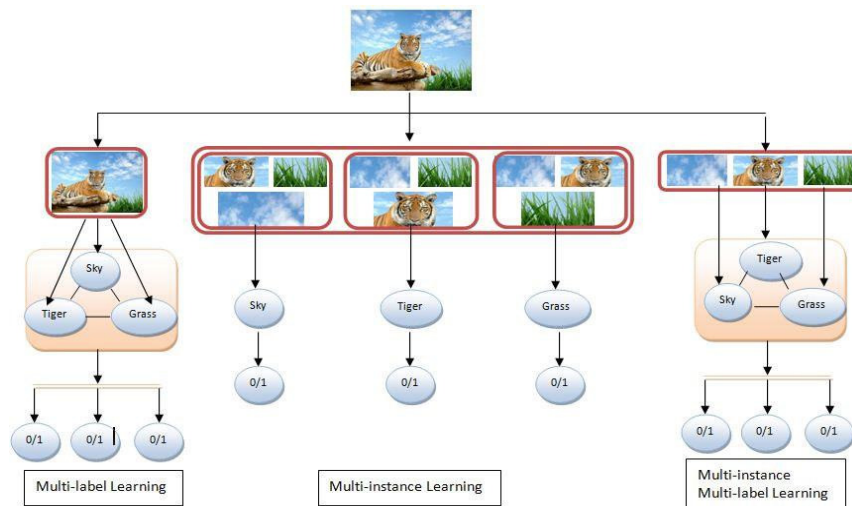 Sky
Tiger
Grass
0/1
0/1
0/1
Multi-label Learning
Sky
Tiger
Grass
0/1
0/1
0/1
Multi-instance Learning
Tiger
Sky
Grass
0/1
0/1
0/1
Multi-instance
Multi-label Learning